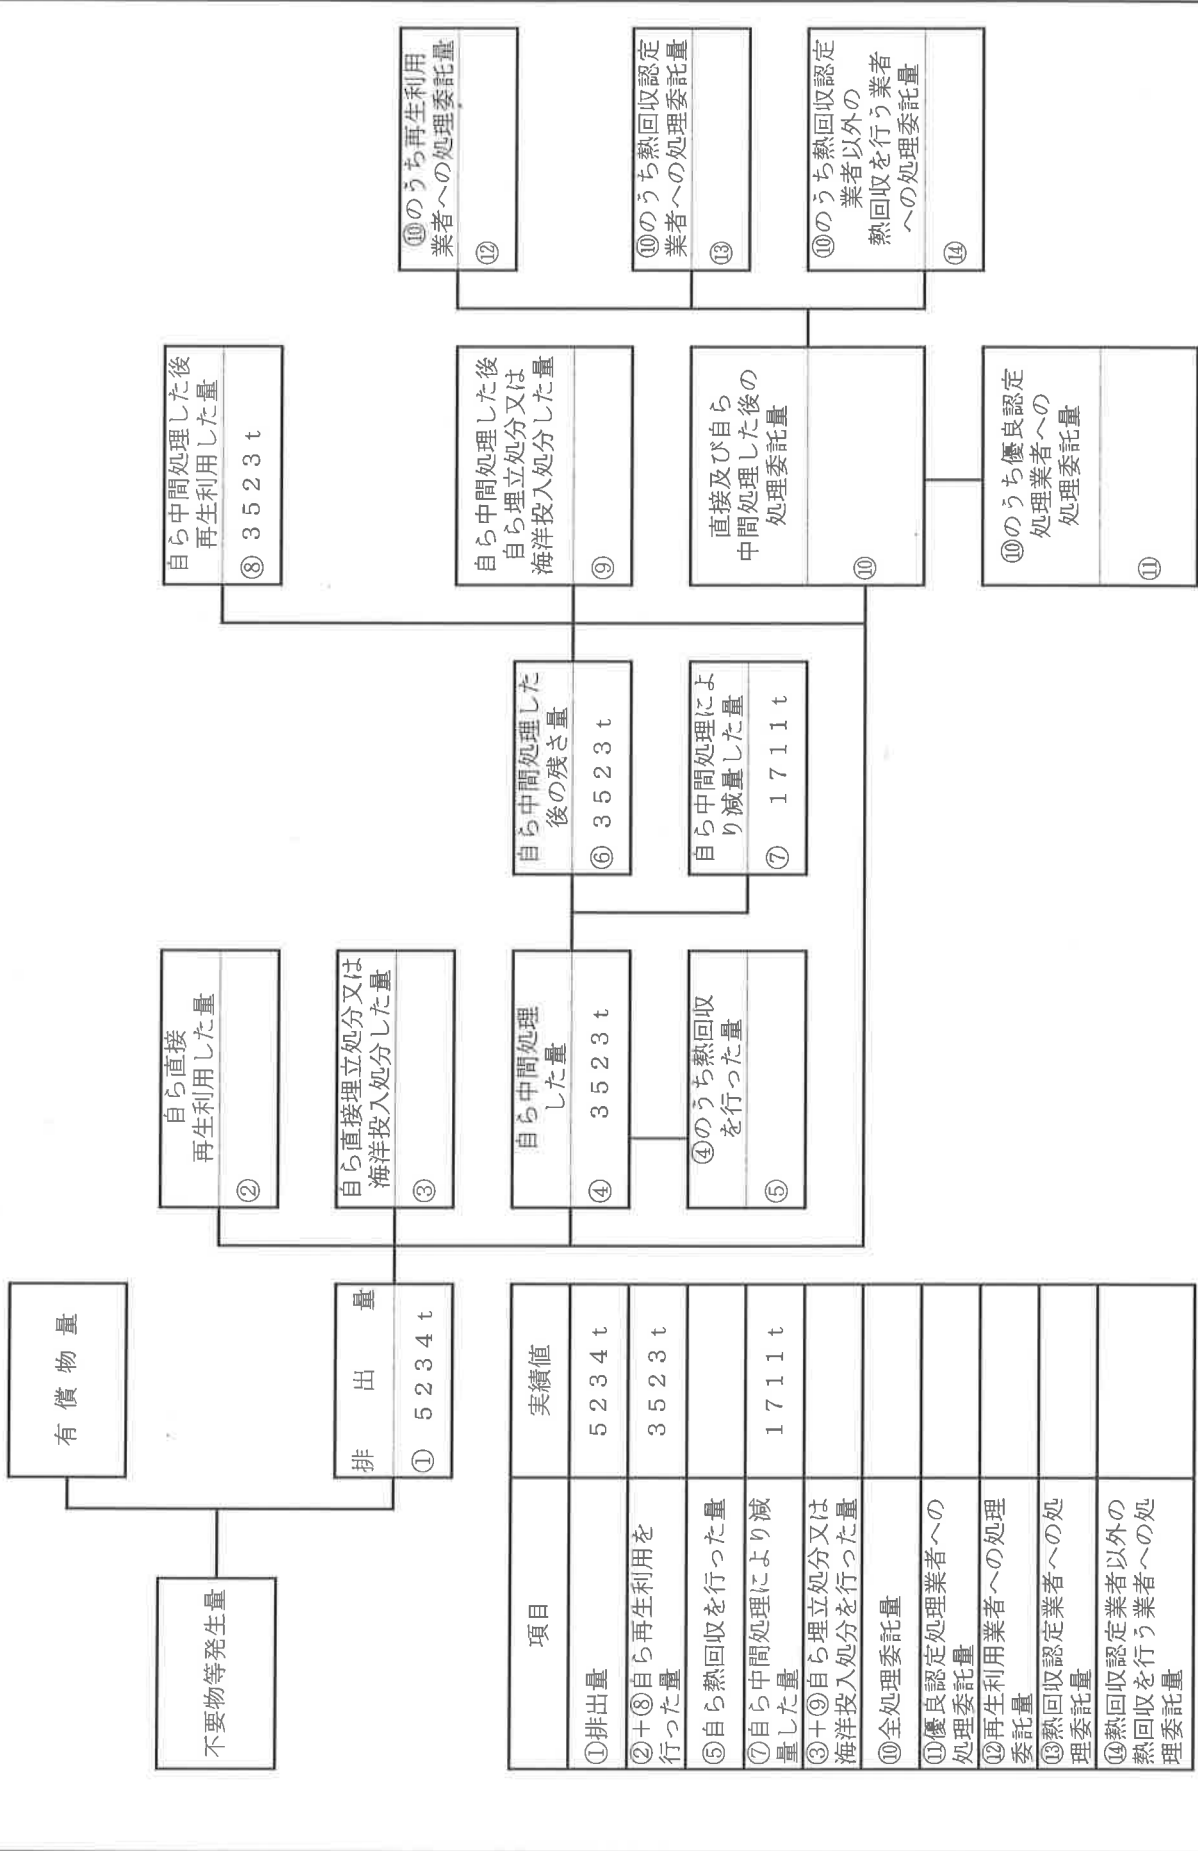 有償物量
不要物等発生量
排出量
① 5234t
自ら直接
再生利用した量
②
自ら直接埋立処分又は
海洋投入処分した量
③
自ら中間処理
した量
④ 3523t
④のうち熱回収
を行った量
⑤
自ら中間処理した
後の残さ量
⑥ 3523t
自ら中間処理によ
り減量した量
⑦ 1711t
自ら中間処理した後
再生利用した量
⑧ 3523t
自ら中間処理した後
自ら埋立処分又は
海洋投入処分した量
⑨
直接及び自ら
中間処理した後の
処理委託量
⑩
⑩のうち優良認定
処理業者への
処理委託量
⑪
⑩のうち再生利用
業者への処理委託量
⑫
⑩のうち熱回収認定
業者への処理委託量
⑬
⑩のうち熱回収認定
業者以外の
熱回収を行う業者
への処理委託量
⑭
項目 実績値
①排出量 5234t
②+⑧自ら再生利用を
行った量 3523t
⑤自ら熱回収を行った量
⑦自ら中間処理により減
量した量 1711t
③+⑨自ら埋立処分又は
海洋投入処分を行った量
⑩全処理委託量
⑪優良認定処理業者への
処理委託量
⑫再生利用業者への処理
委託量
⑬熱回収認定業者への処
理委託量
⑭熱回収認定業者以外の
熱回収を行う業者への処
理委託量